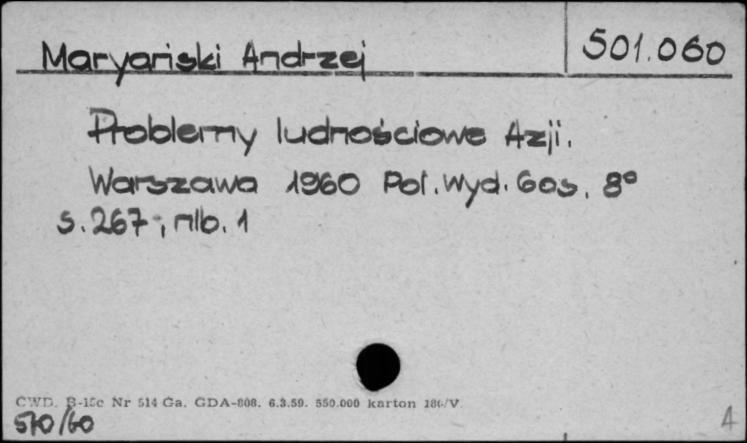 Maryański Andrzej
501.060
Problemy ludnościowe Azji.
Warszawa 1960 Pol. Wyd. Gos. 8°
s. 267; nlb. 1
CWD. B-15c Nr 514 Ga. GDA-808. 6.3.59. 550.000 karton 180/V.
570/60
A